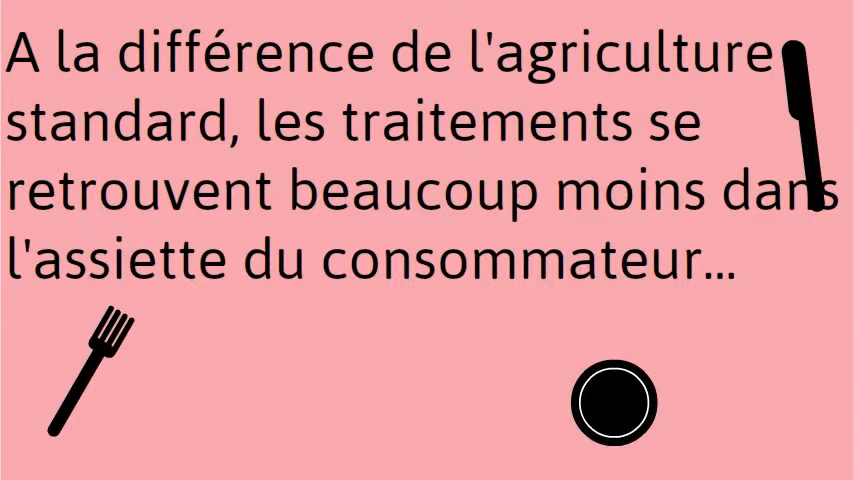 A la différence de l'agriculture
standard, les traitements se
retrouvent beaucoup moins dans
l'assiette du consommateur...